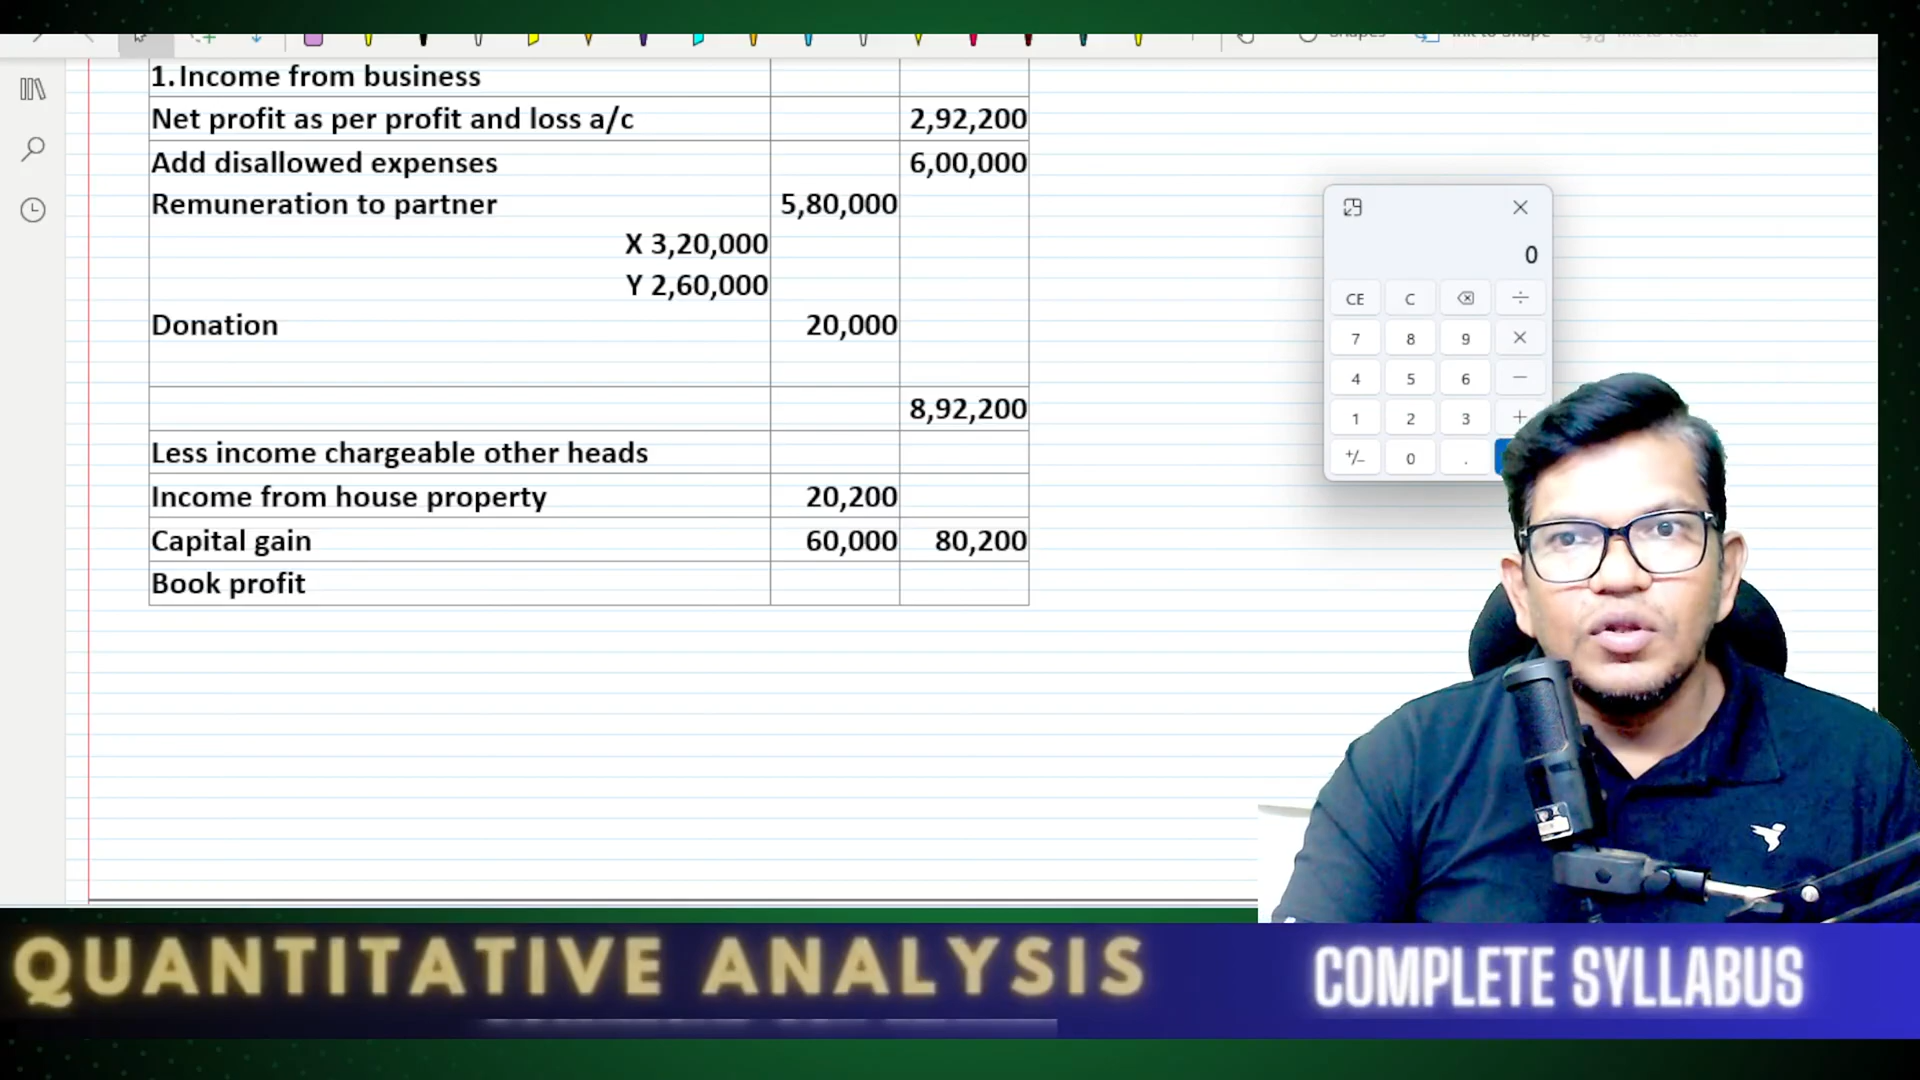 1.Income from business
Net profit as per profit and loss a/c 2,92,200
Add disallowed expenses 6,00,000
Remuneration to partner 5,80,000
X 3,20,000
Y 2,60,000
Donation 20,000
8,92,200
Less income chargeable other heads
Income from house property 20,200
Capital gain 60,000 80,200
Book profit
0
CE C ÷
7 8 9 ×
4 5 6 −
1 2 3 +
+/− 0 .
QUANTITATIVE ANALYSIS
COMPLETE SYLLABUS